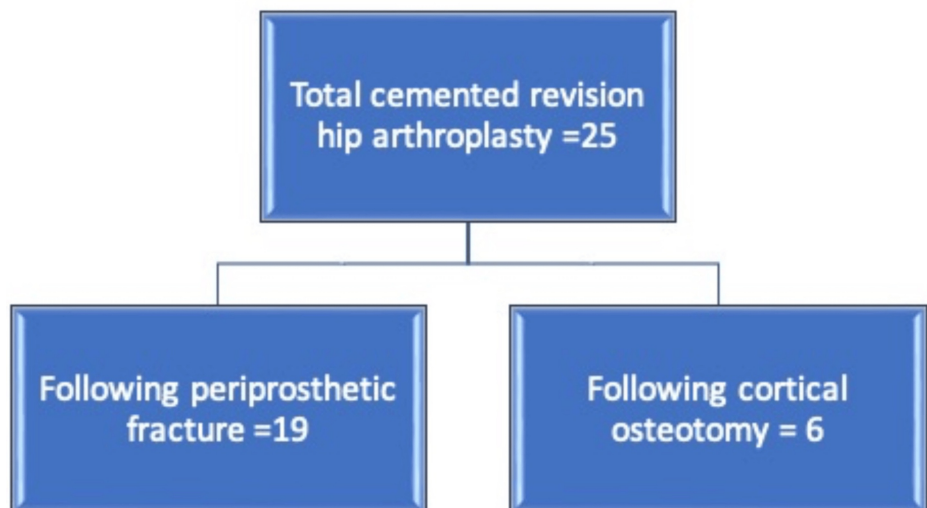 Total cemented revision
hip arthroplasty =25
Following periprosthetic
fracture =19
Following cortical
osteotomy = 6